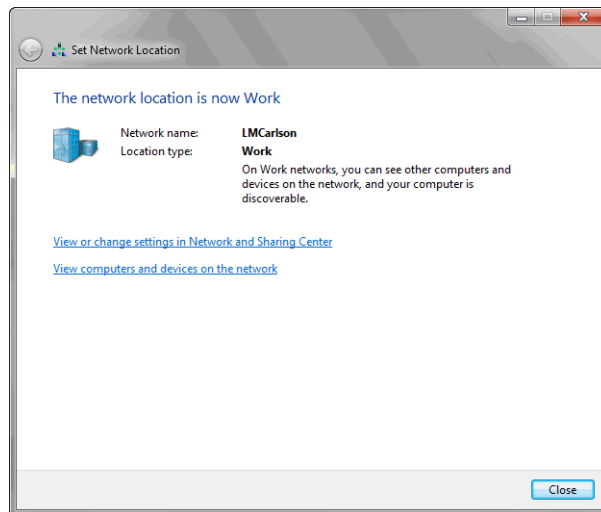 Set Network Location
The network location is now Work
Network name: LMCarlson
Location type: Work
On Work networks, you can see other computers and
devices on the network, and your computer is
discoverable.
View or change settings in Network and Sharing Center
View computers and devices on the network
Close